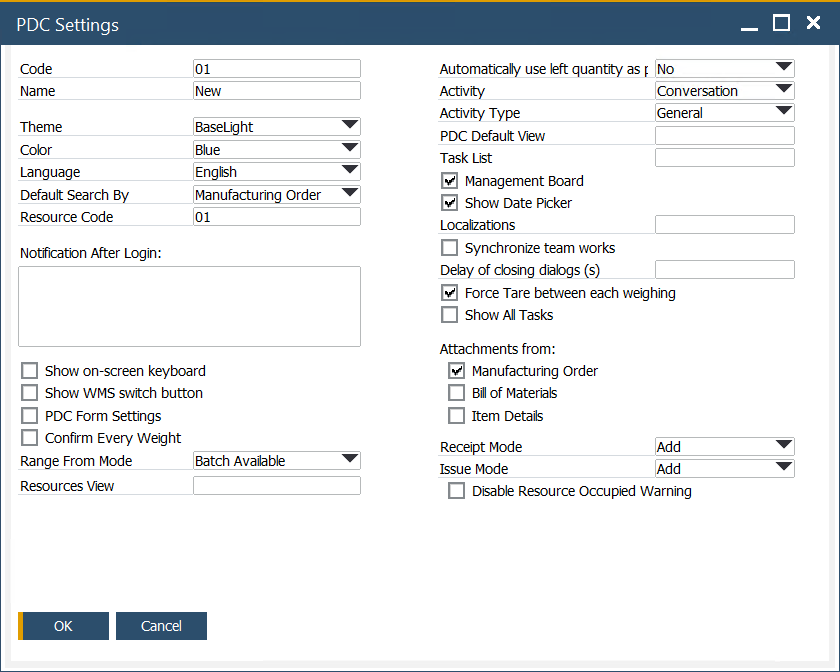 PDC Settings
Code 01
Name New
Theme BaseLight
Color Blue
Language English
Default Search By Manufacturing Order
Resource Code 01
Notification After Login:
Show on-screen keyboard
Show WMS switch button
PDC Form Settings
Confirm Every Weight
Range From Mode Batch Available
Resources View
Automatically use left quantity as p No
Activity Conversation
Activity Type General
PDC Default View
Task List
Management Board
Show Date Picker
Localizations
Synchronize team works
Delay of closing dialogs (s)
Force Tare between each weighing
Show All Tasks
Attachments from:
Manufacturing Order
Bill of Materials
Item Details
Receipt Mode Add
Issue Mode Add
Disable Resource Occupied Warning
OK Cancel